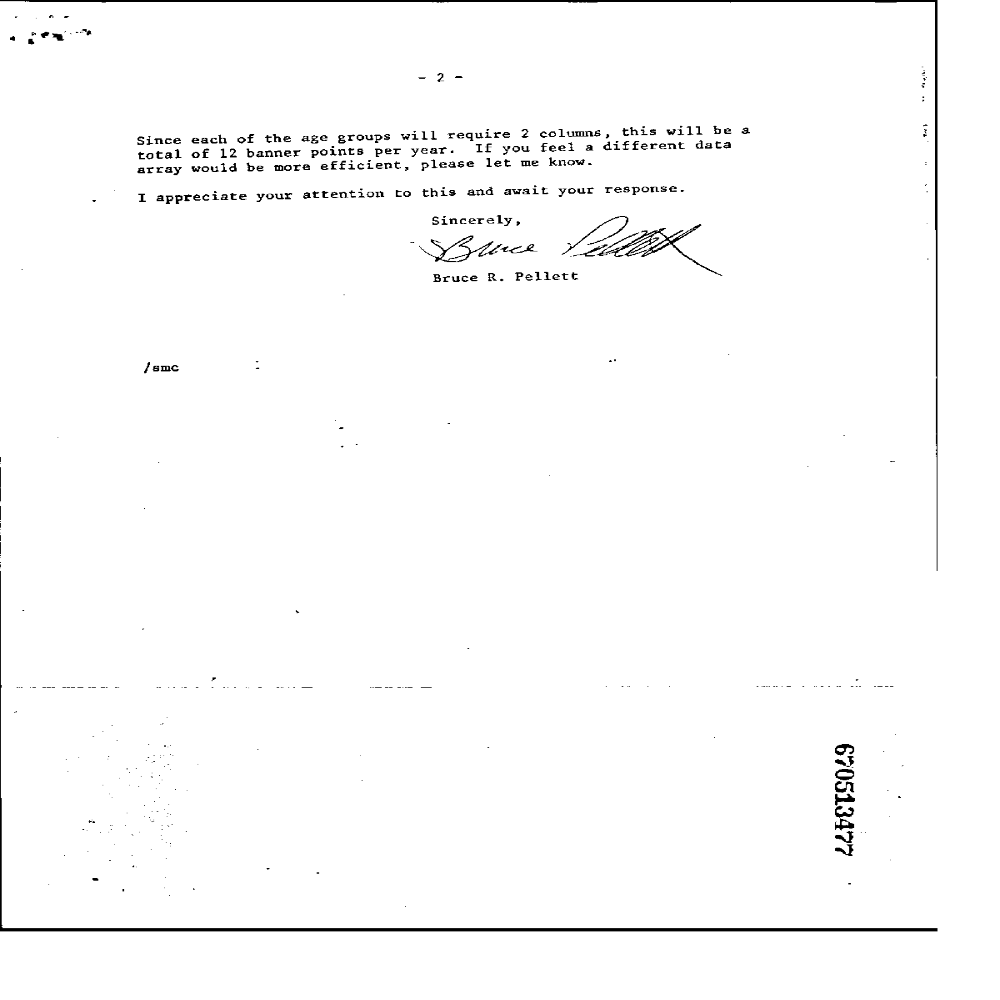 - 2 -
Since each of the age groups will require 2 columns, this will be a
total of 12 banner points per year. If you feel a different data
array would be more efficient, please let me know.
I appreciate your attention to this and await your response.
Sincerely,
Bruce Pellett
Bruce R. Pellett
/smc
670513477